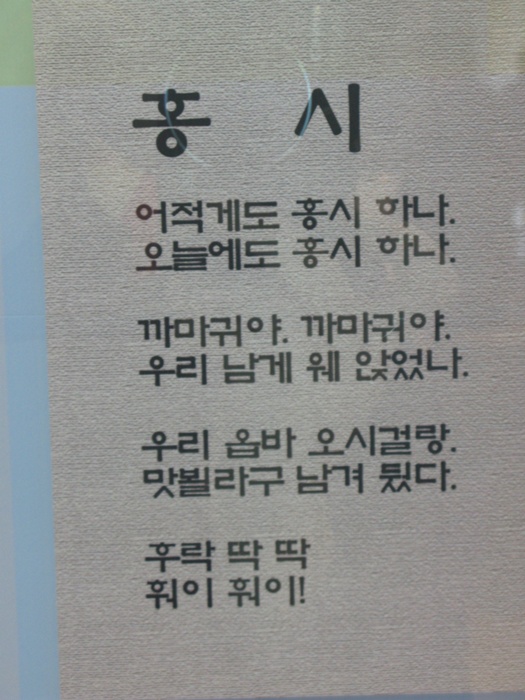 홍 시
어적게도 홍시 하나.
오늘에도 홍시 하나.
까마귀야. 까마귀야.
우리 남게 웨 앉었나.
우리 옵바 오시걸랑.
맛뵐라구 남겨 뒀다.
후락 딱 딱
훠이 훠이!